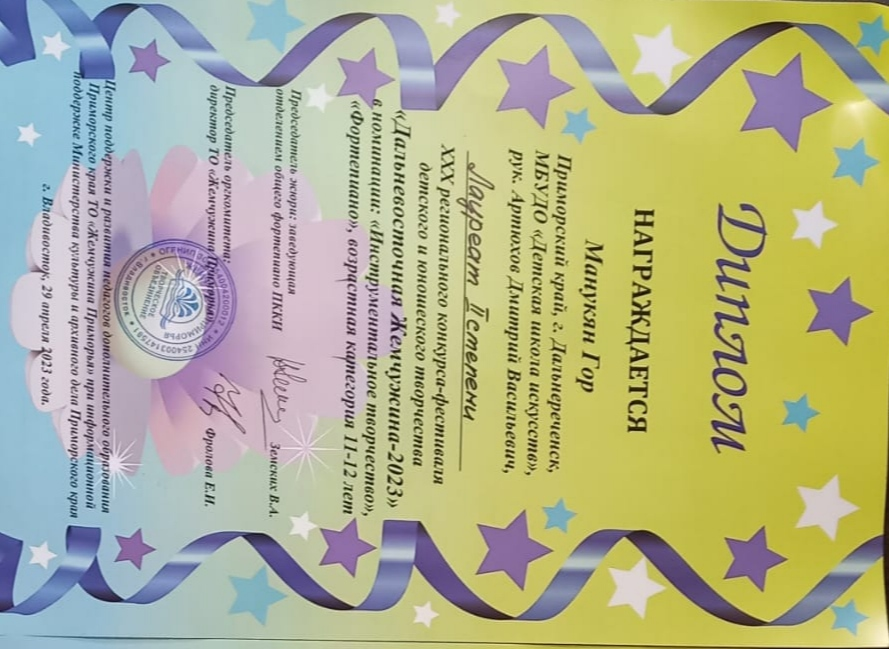 Диплом
НАГРАЖДАЕТСЯ
Манукян Гор
Приморский край, г. Дальнереченск,
МБУДО «Детская школа искусств»,
рук. Артюхов Дмитрий Васильевич,
Лауреат II степени
XXX регионального конкурса-фестиваля
детского и юношеского творчества
«Дальневосточная Жемчужина-2023»
в номинации: «Инструментальное творчество»,
«Фортепиано», возрастная категория 11-12 лет
Председатель жюри: заведующая
отделением общего фортепиано ПККИ Земских В.А.
Председатель оргкомитета:
директор ТО «Жемчужина Приморья» Фролова Е.Н.
ТВОРЧЕСКОЕ
ОБЪЕДИНЕНИЕ
г. Владивосток
Центр поддержки и развития педагогов дополнительного образования
Приморского края ТО «Жемчужина Приморья» при информационной
поддержке Министерства культуры и архивного дела Приморского края
г. Владивосток, 29 апреля 2023 года.